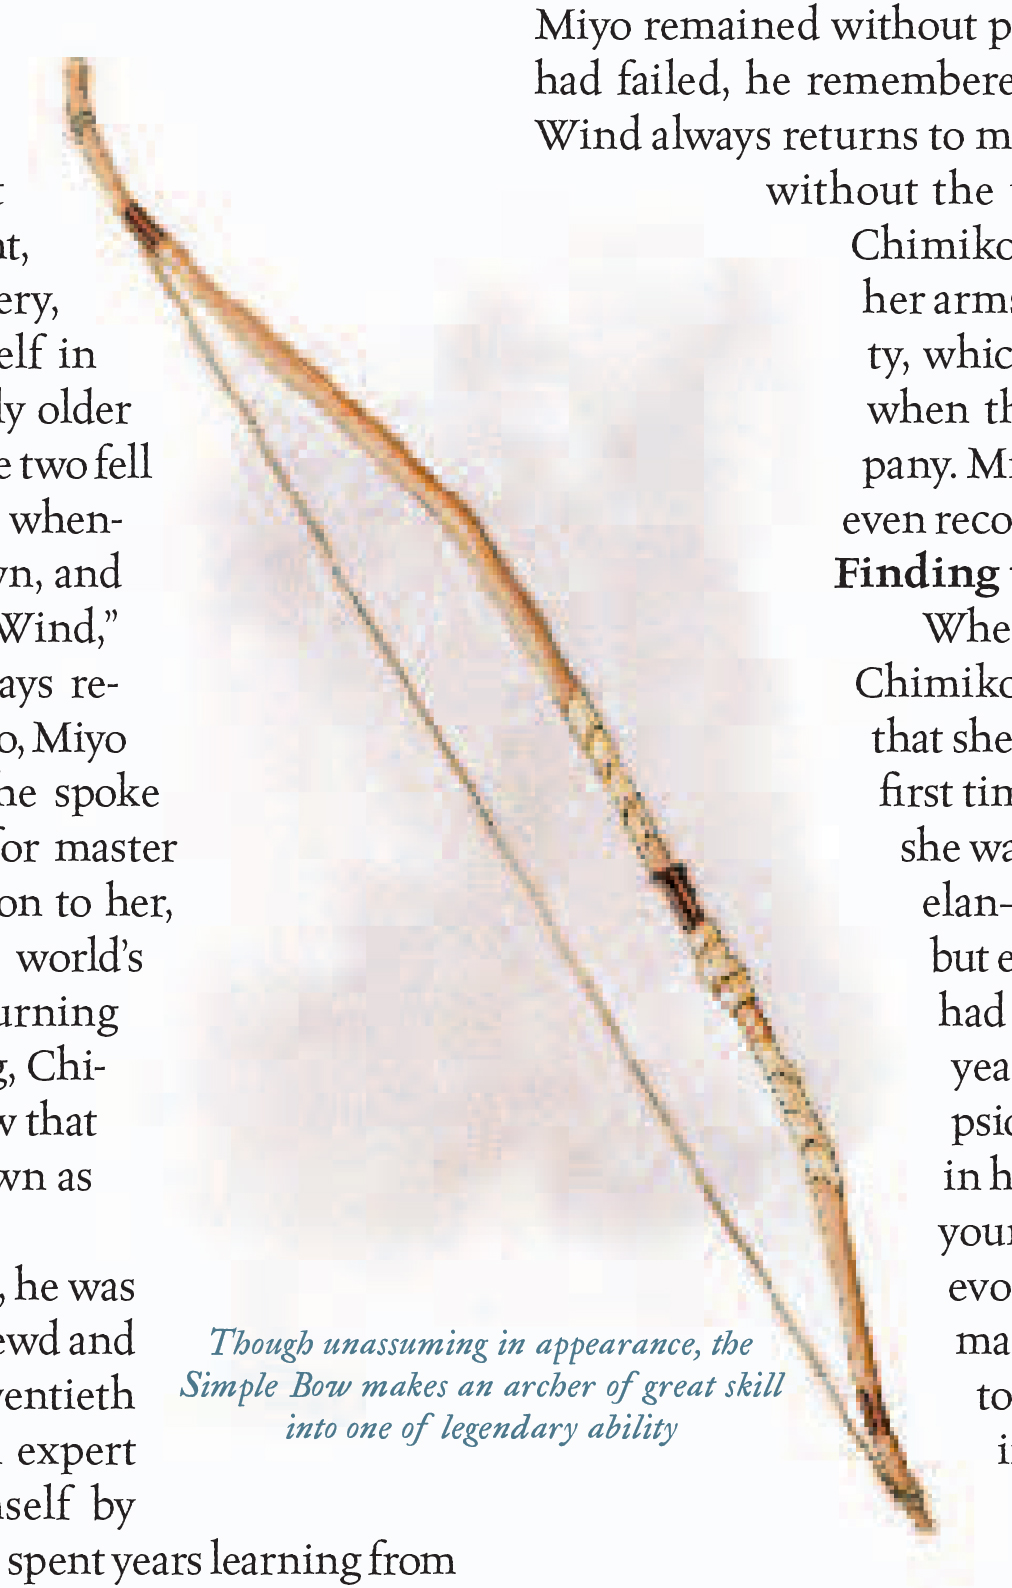 nt,
ery,
elf in
ly older
e two fell
when-
wn, and
Wind,”
ays re-
o, Miyo
he spoke
for master
on to her,
world’s
urning
g, Chi-
w that
wn as
, he was
ewd and
ventieth
expert
self by
spent years learning from
Though unassuming in appearance, the
Simple Bow makes an archer of great skill
into one of legendary ability
Miyo remained without p
had failed, he remembere
Wind always returns to m
without the
Chimiko
her arms
ty, whic
when th
pany. Mi
even reco
Finding
Whe
Chimiko
that she
first tim
she wa
elan–
but e
had
yea
psio
in h
your
evo
ma
to